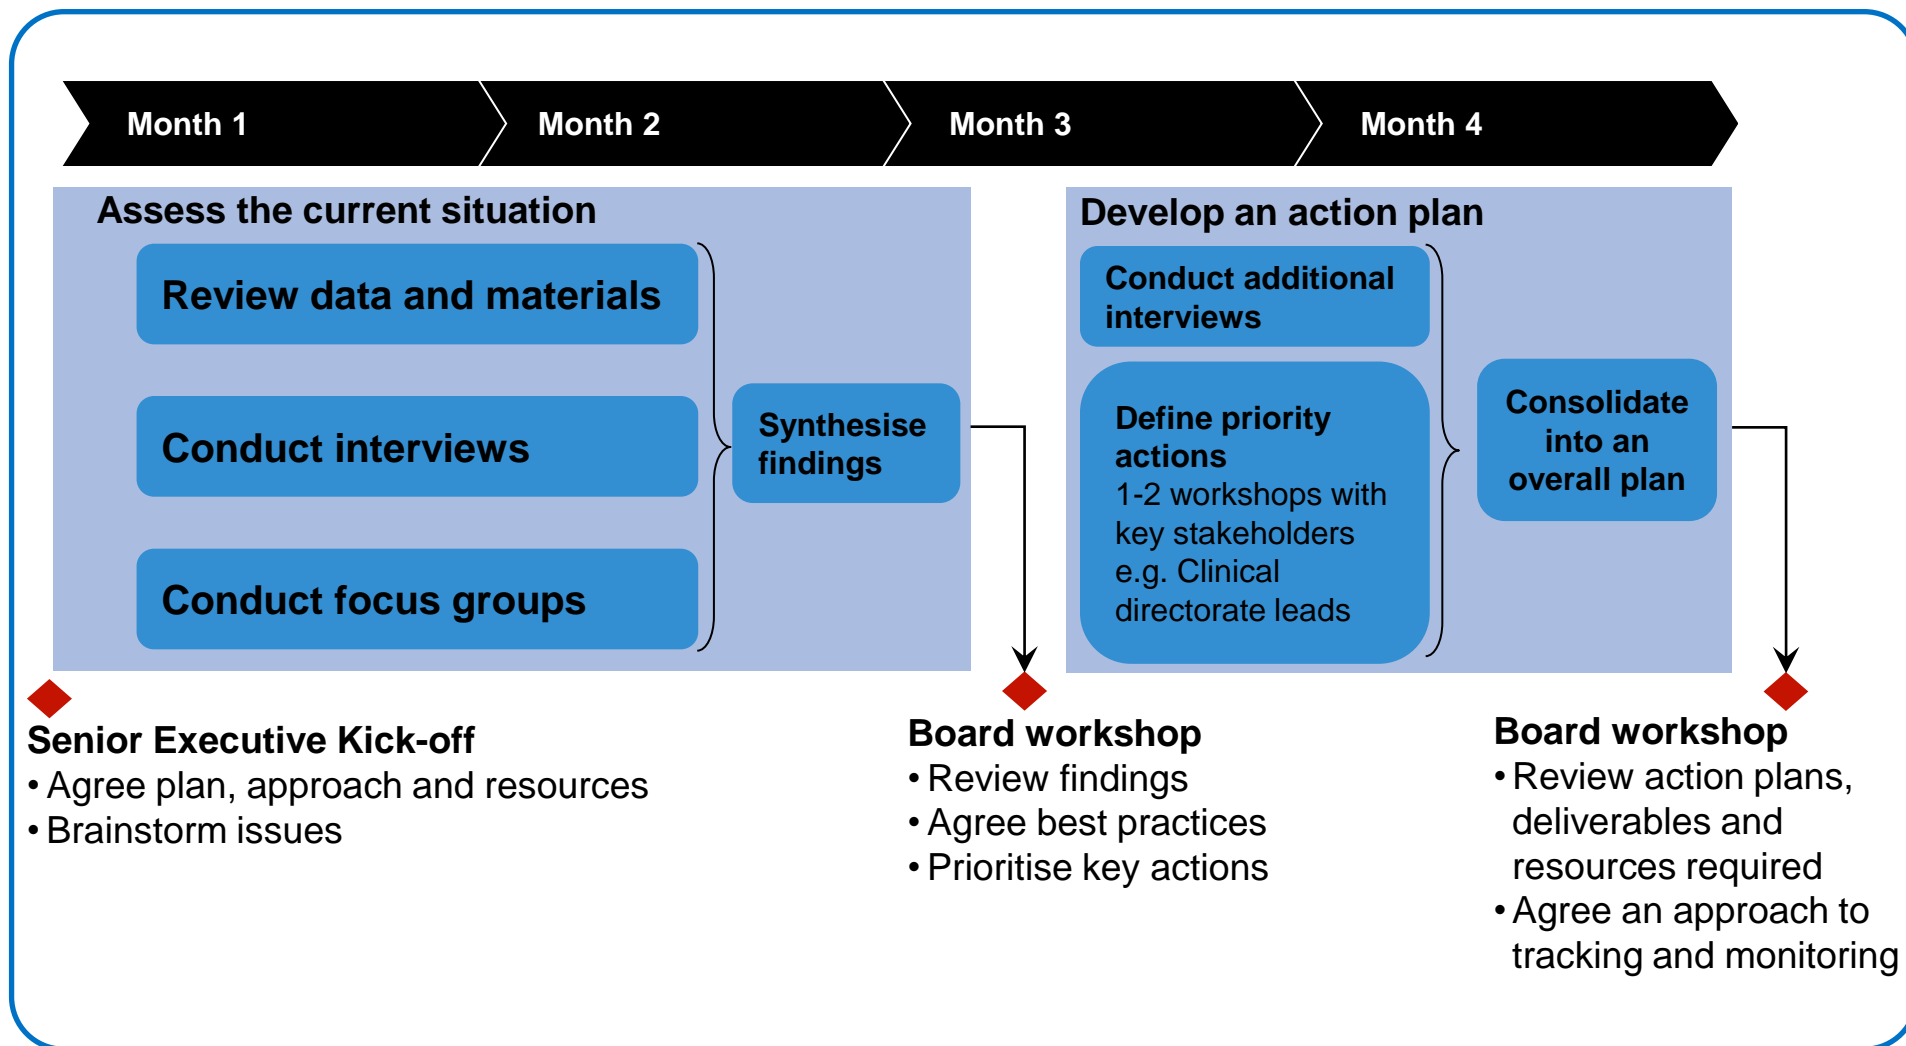 Month 1
Month 2
Month 3
Month 4
Assess the current situation
Review data and materials
Conduct interviews
Conduct focus groups
Synthesise
findings
Develop an action plan
Conduct additional
interviews
Define priority
actions
1-2 workshops with
key stakeholders
e.g. Clinical
directorate leads
Consolidate
into an
overall plan
Senior Executive Kick-off
• Agree plan, approach and resources
• Brainstorm issues
Board workshop
• Review findings
• Agree best practices
• Prioritise key actions
Board workshop
• Review action plans,
deliverables and
resources required
• Agree an approach to
tracking and monitoring